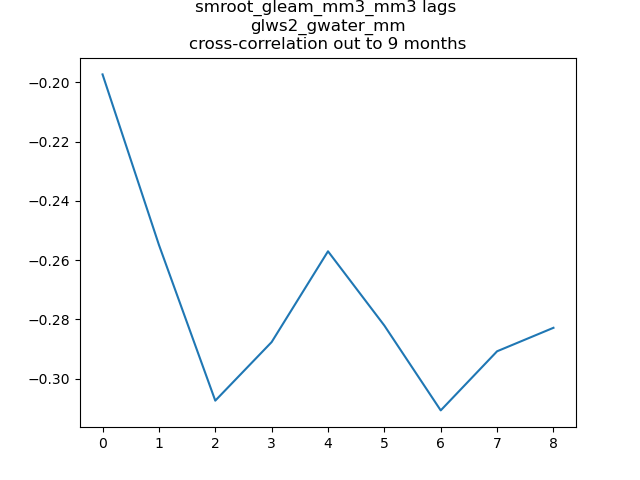 smroot_gleam_mm3_mm3 lags
glws2_gwater_mm
cross-correlation out to 9 months
−0.20
−0.22
−0.24
−0.26
−0.28
−0.30
0 1 2 3 4 5 6 7 8